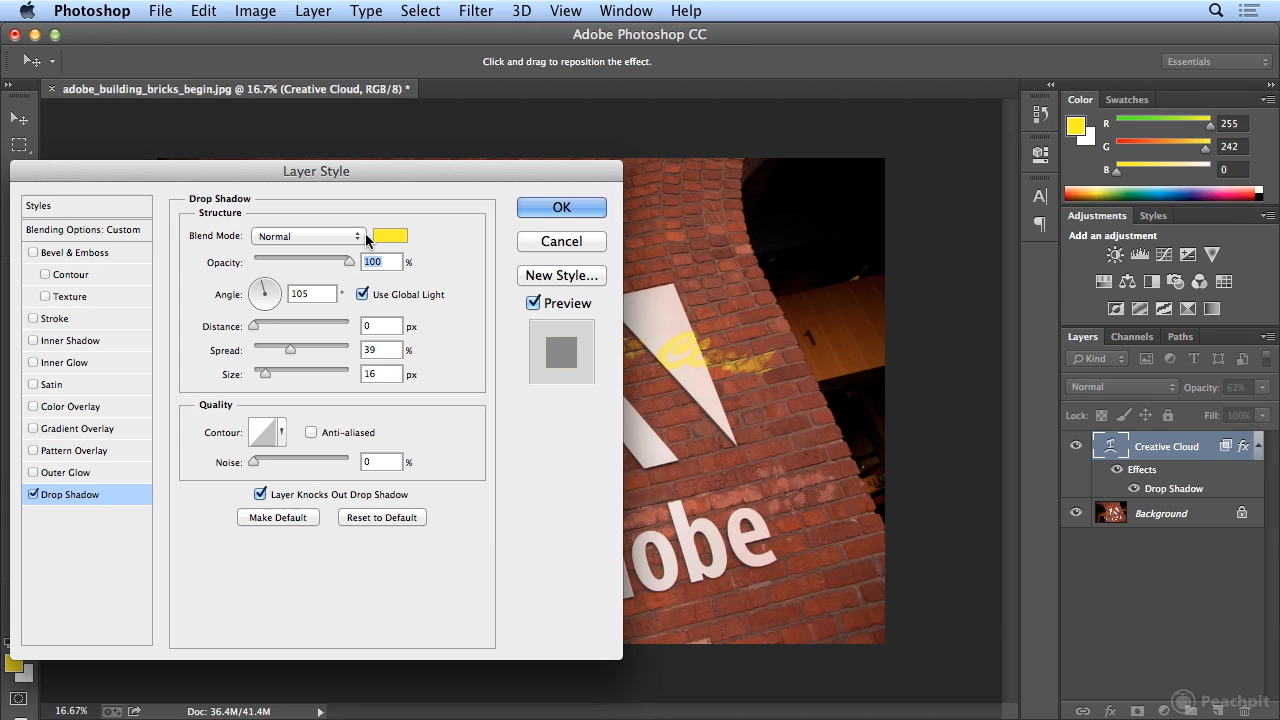 Photoshop File Edit Image Layer Type Select Filter 3D View Window Help
Adobe Photoshop CC
Click and drag to reposition the effect.
Essentials
adobe_building_bricks_begin.jpg @ 16.7% (Creative Cloud, RGB/8) *
Layer Style
Styles
Blending Options: Custom
Bevel & Emboss
Contour
Texture
Stroke
Inner Shadow
Inner Glow
Satin
Color Overlay
Gradient Overlay
Pattern Overlay
Outer Glow
Drop Shadow
Drop Shadow
Structure
Blend Mode: Normal
Opacity: 100 %
Angle: 105 ° Use Global Light
Distance: 0 px
Spread: 39 %
Size: 16 px
Quality
Contour: Anti-aliased
Noise: 0 %
Layer Knocks Out Drop Shadow
Make Default Reset to Default
OK
Cancel
New Style...
Preview
obe
Color Swatches
R 255
G 242
B 0
Adjustments Styles
Add an adjustment
Layers Channels Paths
Kind
Normal Opacity: 62%
Lock: Fill: 100%
Creative Cloud fx
Effects
Drop Shadow
Background
16.67% Doc: 36.4M/41.4M
fx
Peachpit